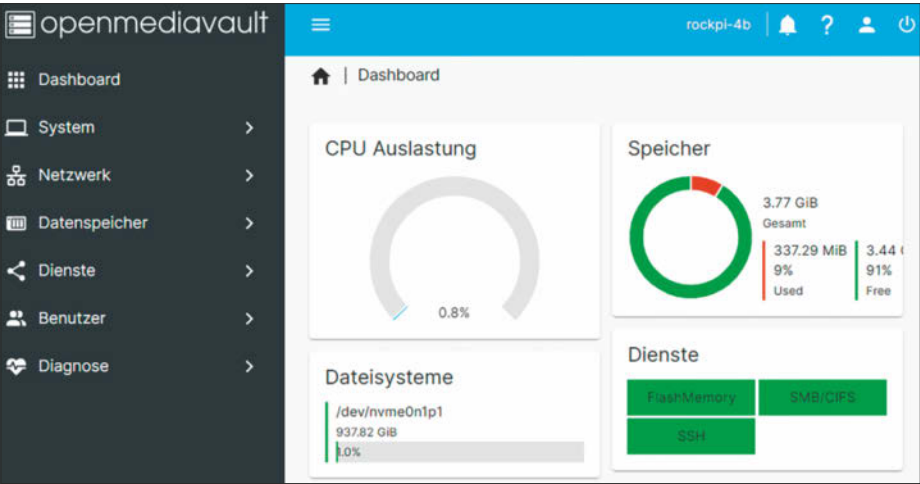 openmediavault
rockpi-4b
?
Dashboard
System
Netzwerk
Datenspeicher
Dienste
Benutzer
Diagnose
| Dashboard
CPU Auslastung
0.8%
Speicher
3.77 GiB
Gesamt
337.29 MiB
9%
Used
3.44
91%
Free
Dateisysteme
/dev/nvme0n1p1
937.82 GiB
1.0%
Dienste
FlashMemory
SMB/CIFS
SSH